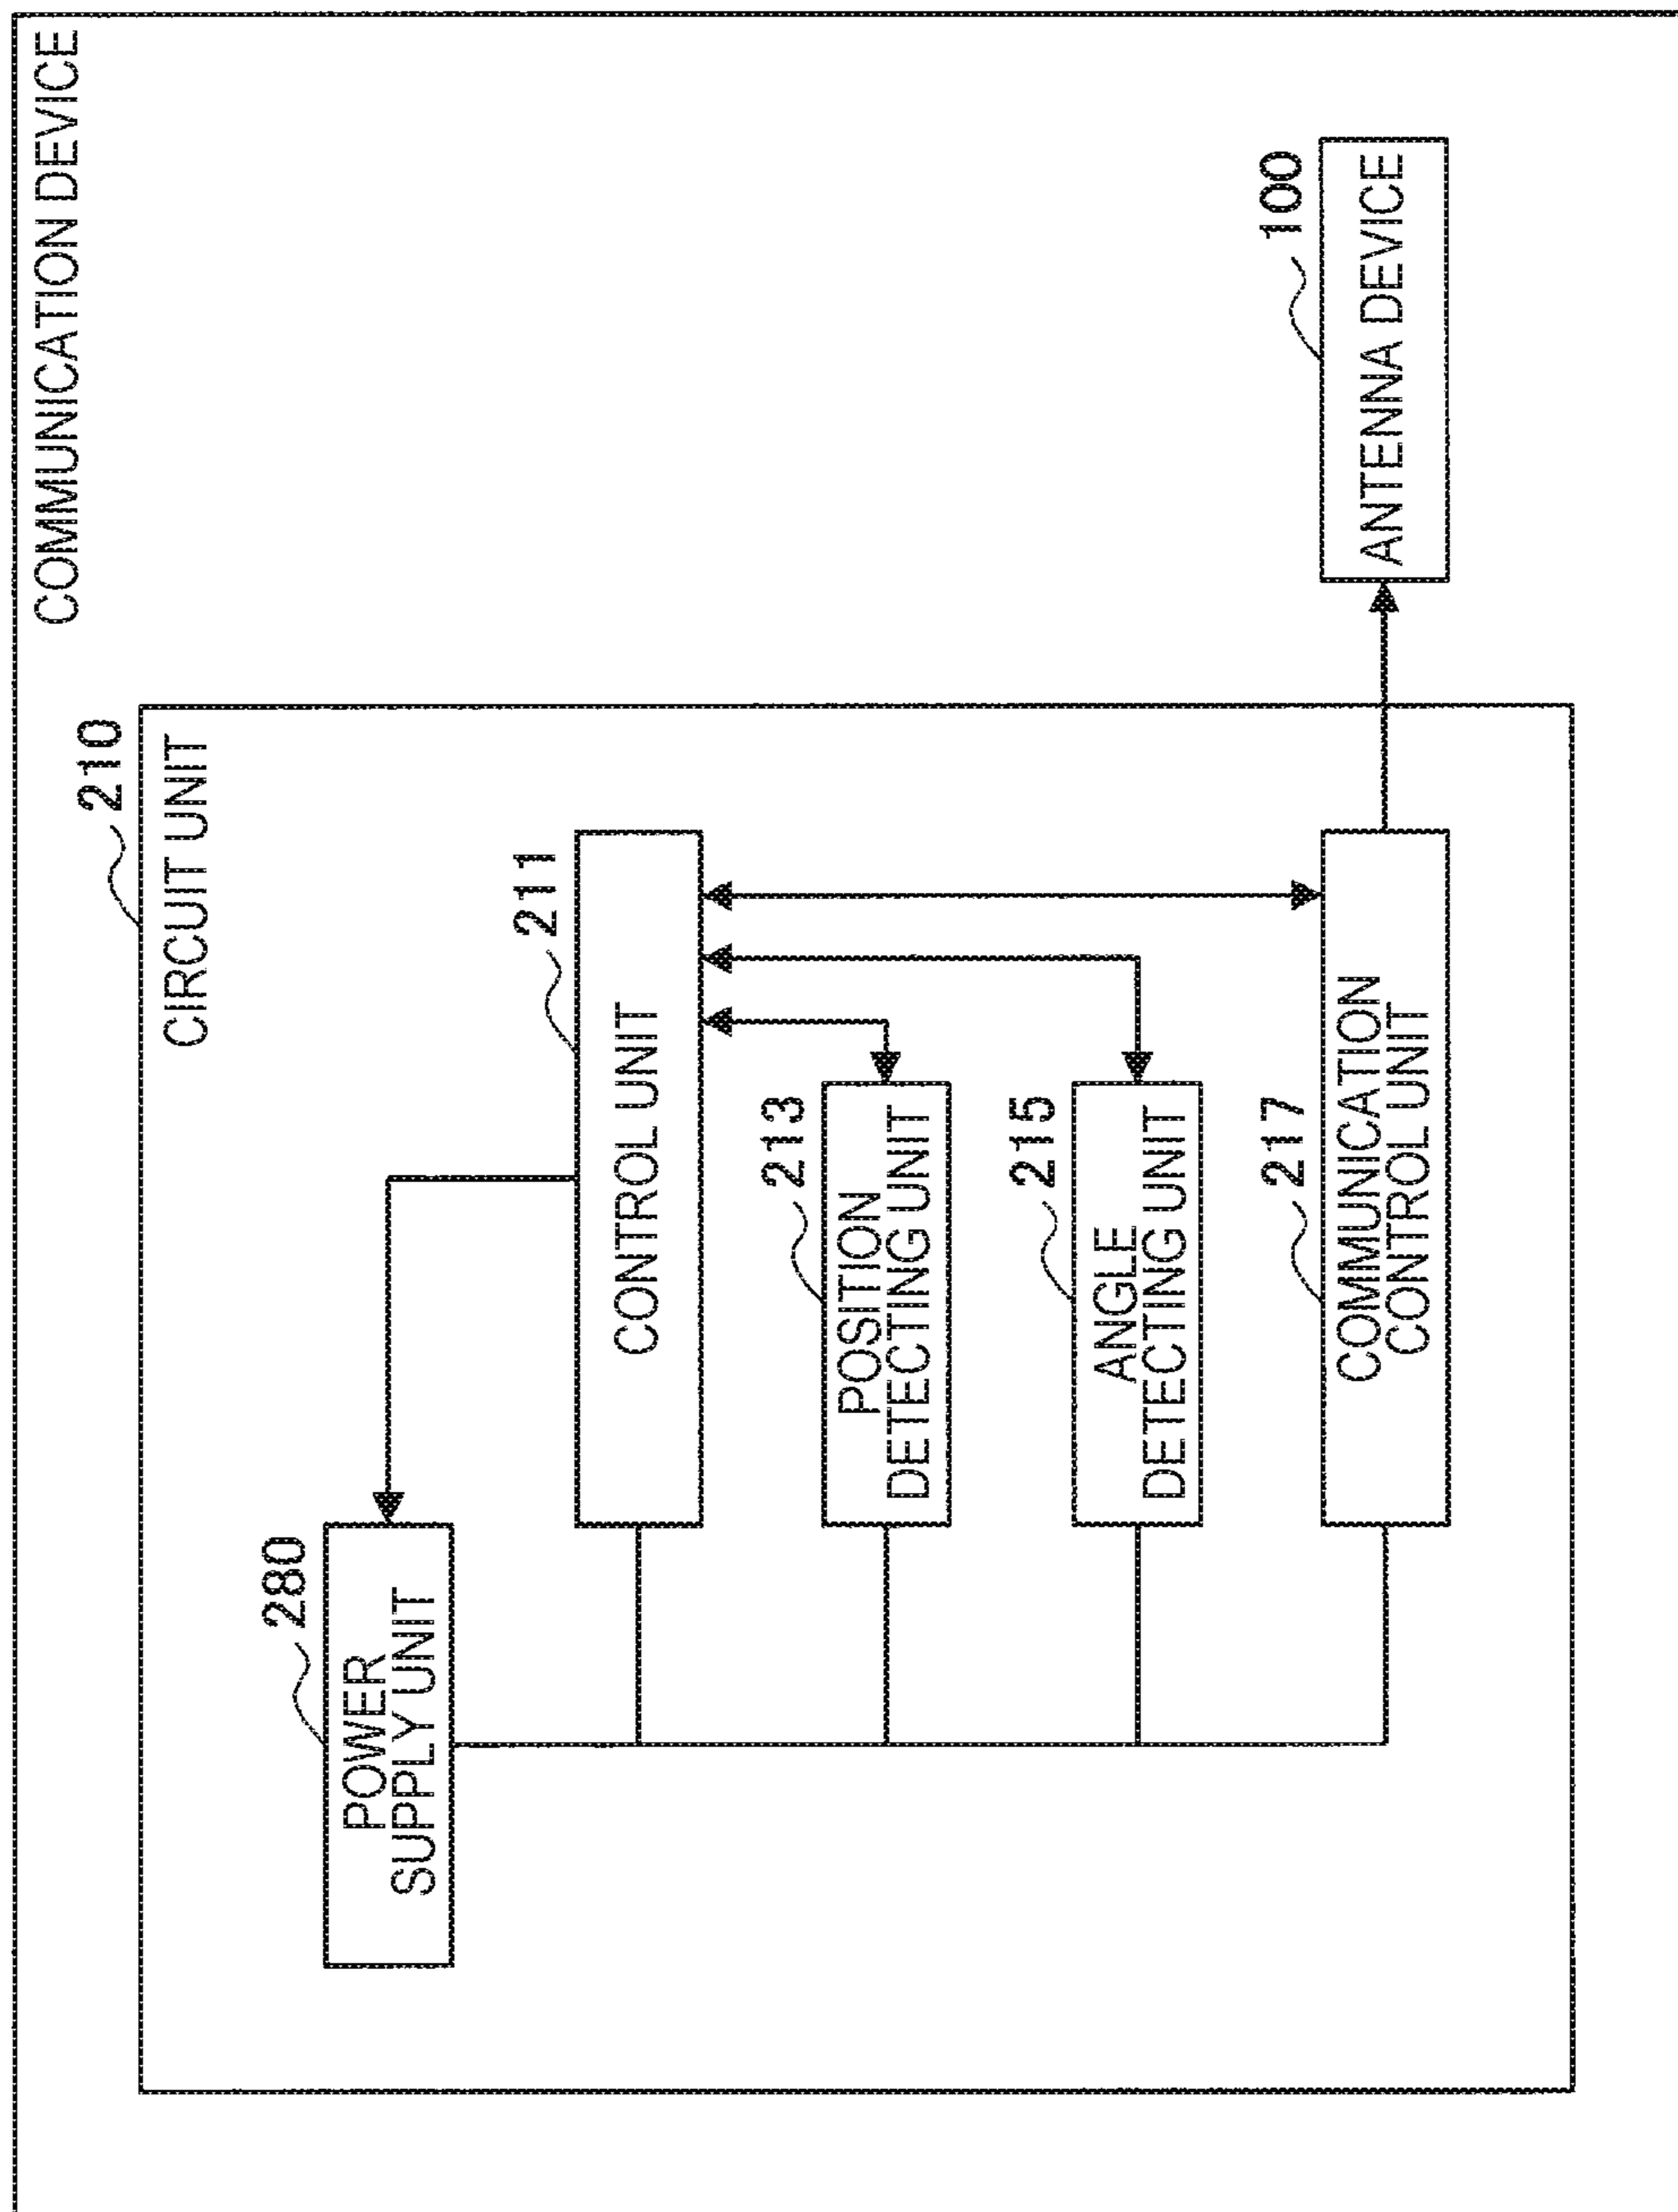 COMMUNICATION DEVICE
210
CIRCUIT UNIT
280
POWER
SUPPLY UNIT
211
CONTROL UNIT
213
POSITION
DETECTING UNIT
215
ANGLE
DETECTING UNIT
217
COMMUNICATION
CONTROL UNIT
100
ANTENNA DEVICE